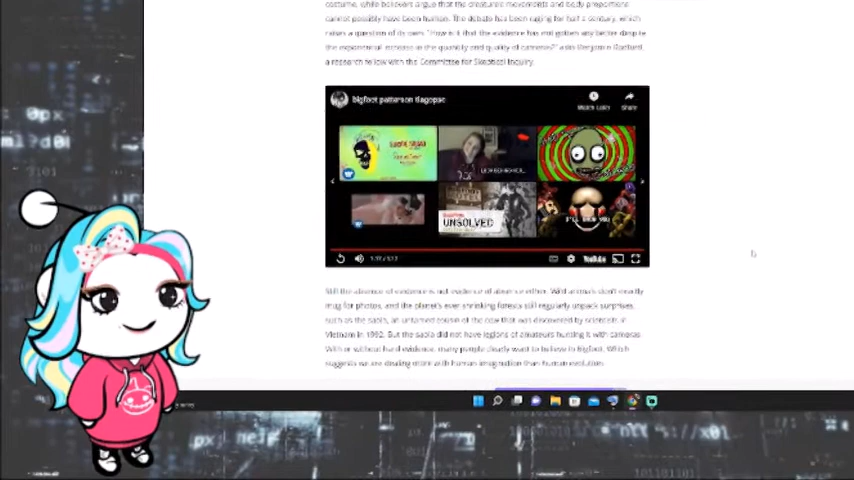 costume, while believers argue that the creature's movements and body proportions
cannot possibly have been human. The debate has been raging for half a century, which
raises a question of its own. "How is it that the evidence has not gotten any better despite
the exponential increase in the quantity and quality of cameras?" asks Benjamin Radford,
a research fellow with the Committee for Skeptical Inquiry.
bigfoot patterson
Watch later
Share
UNSOLVED
YouTube
Still the absence of evidence is not evidence of absence either. Wild animals don't exactly
mug for photos, and the planet's ever shrinking forests still regularly unpack surprises,
such as the saola, an untamed cousin of the cow that was discovered by scientists in
Vietnam in 1992. But the saola did not have legions of amateurs hunting it with cameras.
With or without hard evidence, many people clearly want to believe in Bigfoot. Which
suggests we are dealing more with human imagination than human evolution.